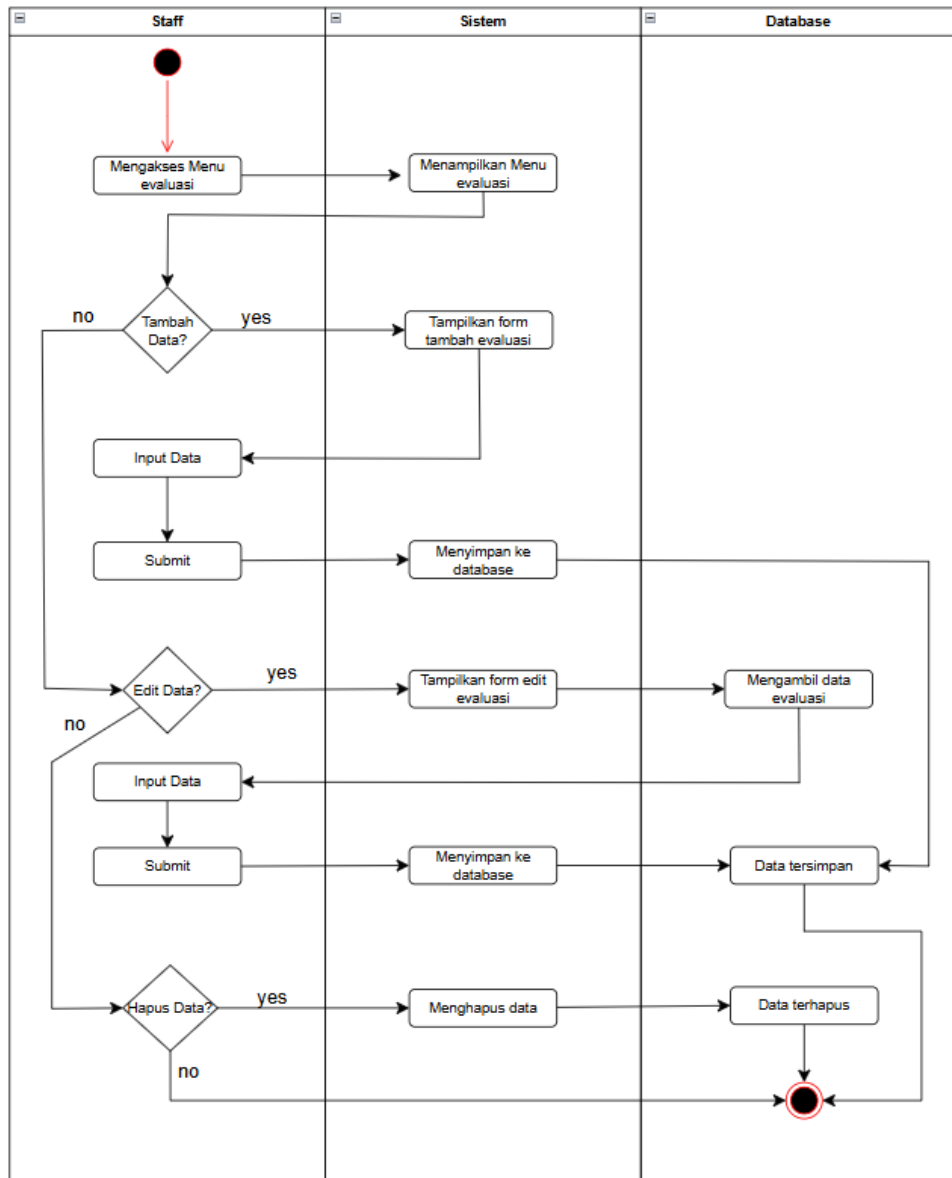 Staff
Sistem
Database
Mengakses Menu
evaluasi
Menampilkan Menu
evaluasi
no
Tambah
Data?
yes
Tampilkan form
tambah evaluasi
Input Data
Submit
Menyimpan ke
database
Edit Data?
yes
Tampilkan form edit
evaluasi
Mengambil data
evaluasi
no
Input Data
Submit
Menyimpan ke
database
Data tersimpan
Hapus Data?
yes
Menghapus data
Data terhapus
no